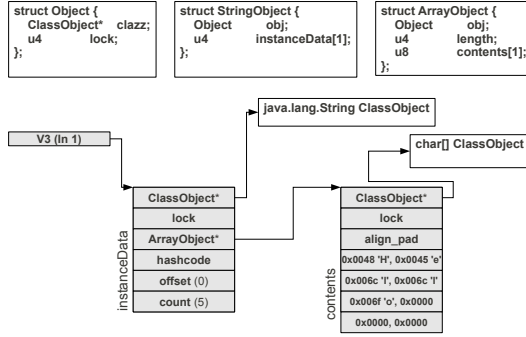 struct Object {
ClassObject* clazz;
u4 lock;
};
struct StringObject {
Object obj;
u4 instanceData[1];
};
struct ArrayObject {
Object obj;
u4 length;
u8 contents[1];
};
java.lang.String ClassObject
char[] ClassObject
V3 (In 1)
instanceData
ClassObject*
lock
ArrayObject*
hashcode
offset (0)
count (5)
contents
ClassObject*
lock
align_pad
0x0048 'H', 0x0045 'e'
0x006c 'l', 0x006c 'l'
0x006f 'o', 0x0000
0x0000, 0x0000